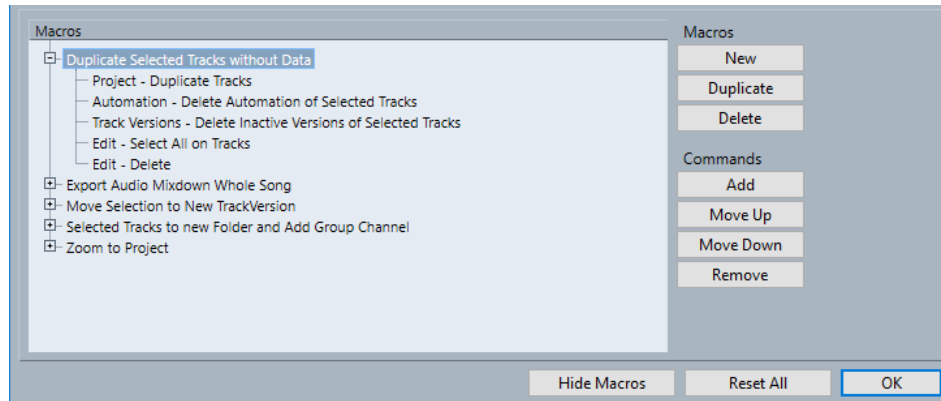 Macros
Duplicate Selected Tracks without Data
Project - Duplicate Tracks
Automation - Delete Automation of Selected Tracks
Track Versions - Delete Inactive Versions of Selected Tracks
Edit - Select All on Tracks
Edit - Delete
Export Audio Mixdown Whole Song
Move Selection to New TrackVersion
Selected Tracks to new Folder and Add Group Channel
Zoom to Project
Macros
New
Duplicate
Delete
Commands
Add
Move Up
Move Down
Remove
Hide Macros
Reset All
OK